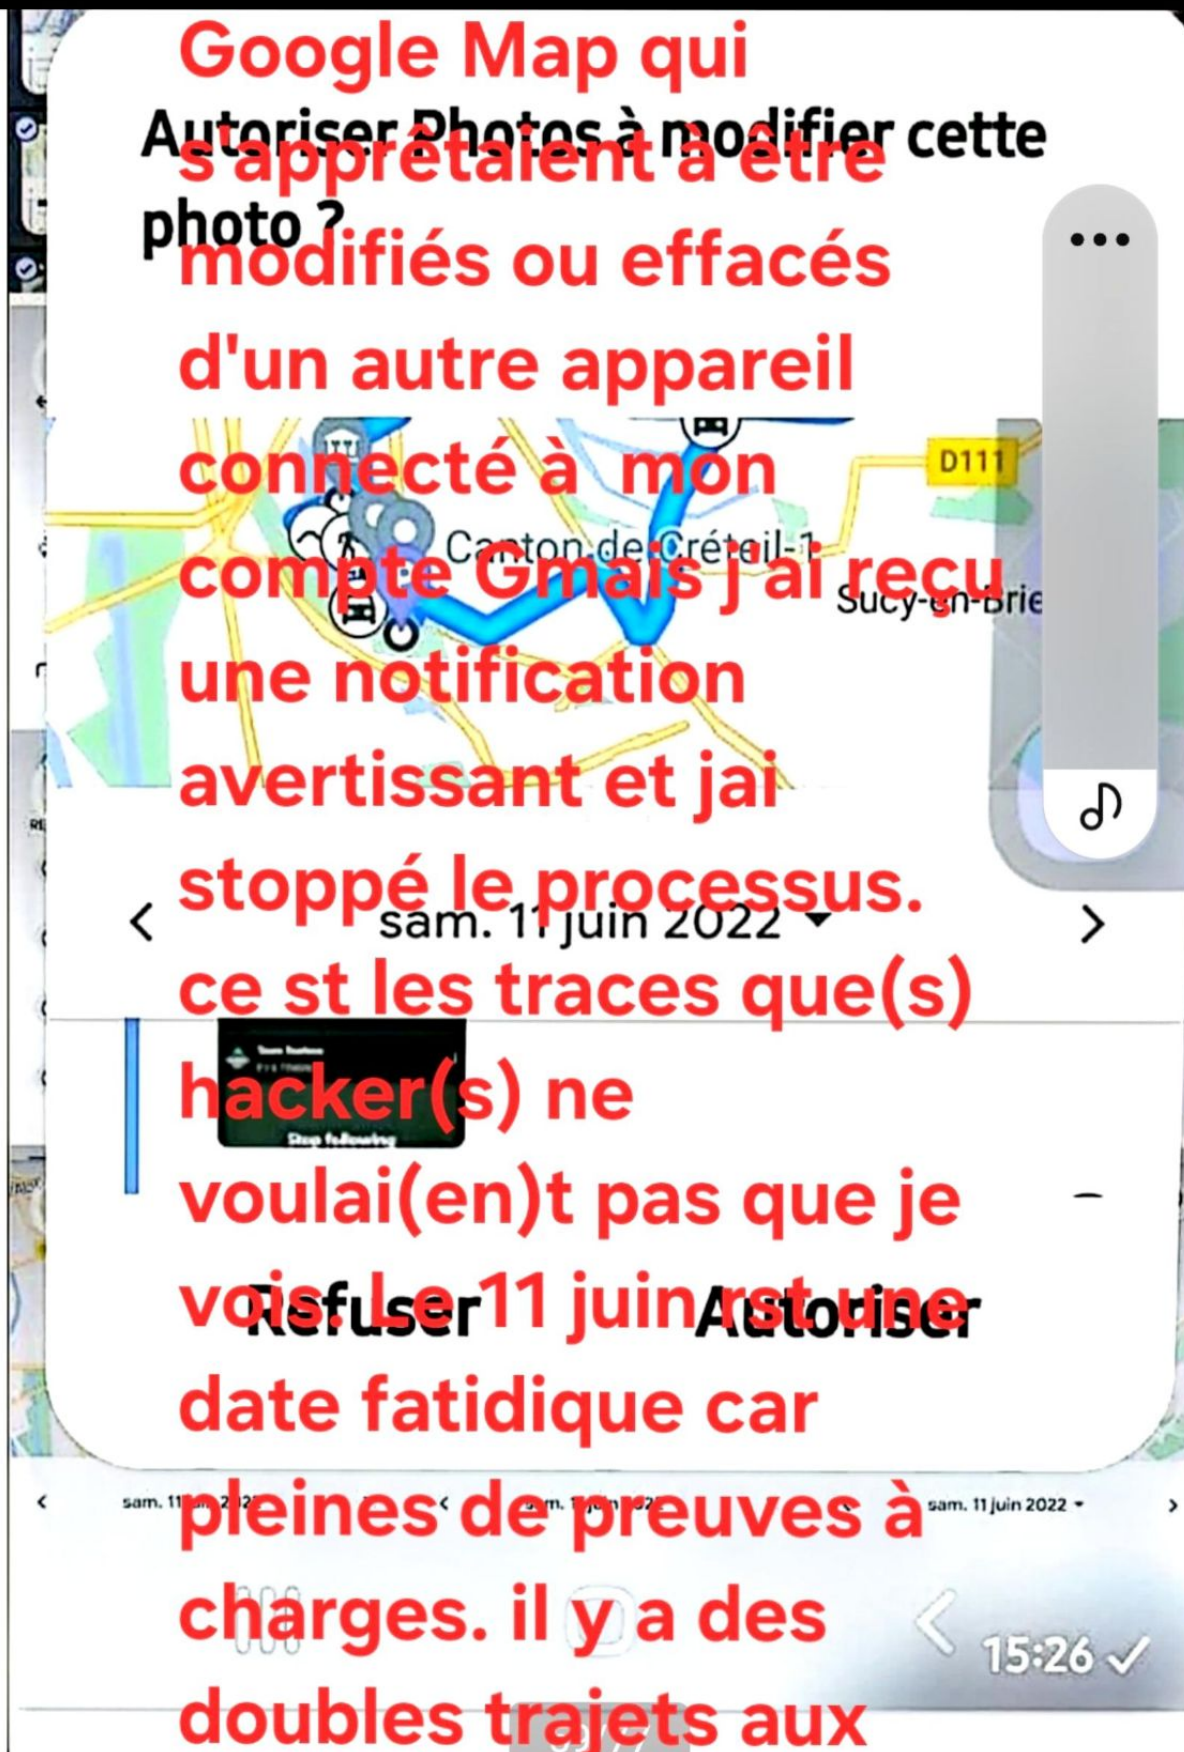 Google Map qui
Autoriser Photos à modifier cette
s'apprêtaient à être
photo ?
modifiés ou effacés
d'un autre appareil
connecté à mon
D111
Canton de Créteil-1
compte Gmais j'ai reçu
Sucy-en-Brie
une notification
avertissant et jai
stoppé le processus.
sam. 11 juin 2022
ce st les traces que(s)
hacker(s) ne
Stop following
voulai(en)t pas que je
vois. Le 11 juin rst une
Refuser Autoriser
date fatidique car
pleines de preuves à
sam. 11 juin 2022
charges. il y a des
15:26
doubles trajets aux